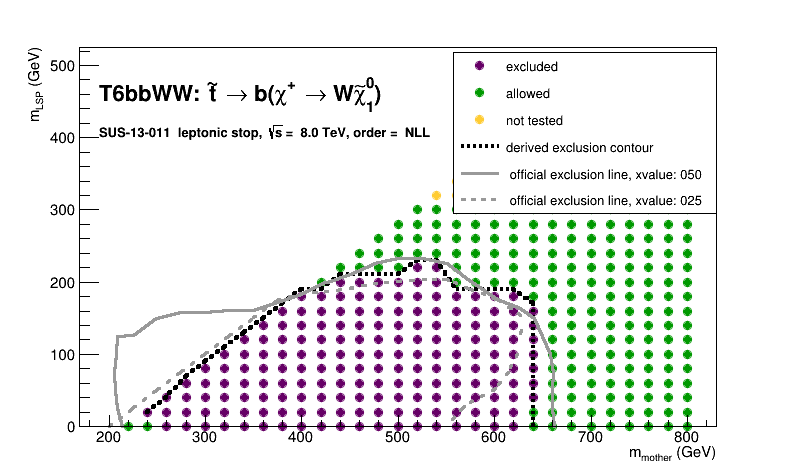 m_LSP (GeV)
500
400
300
200
100
0
T6bbWW: t̃ → b(χ⁺ → Wχ̃₁⁰)
SUS-13-011 leptonic stop, √s = 8.0 TeV, order = NLL
excluded
allowed
not tested
derived exclusion contour
official exclusion line, xvalue: 050
official exclusion line, xvalue: 025
200 300 400 500 600 700 800
m_mother (GeV)